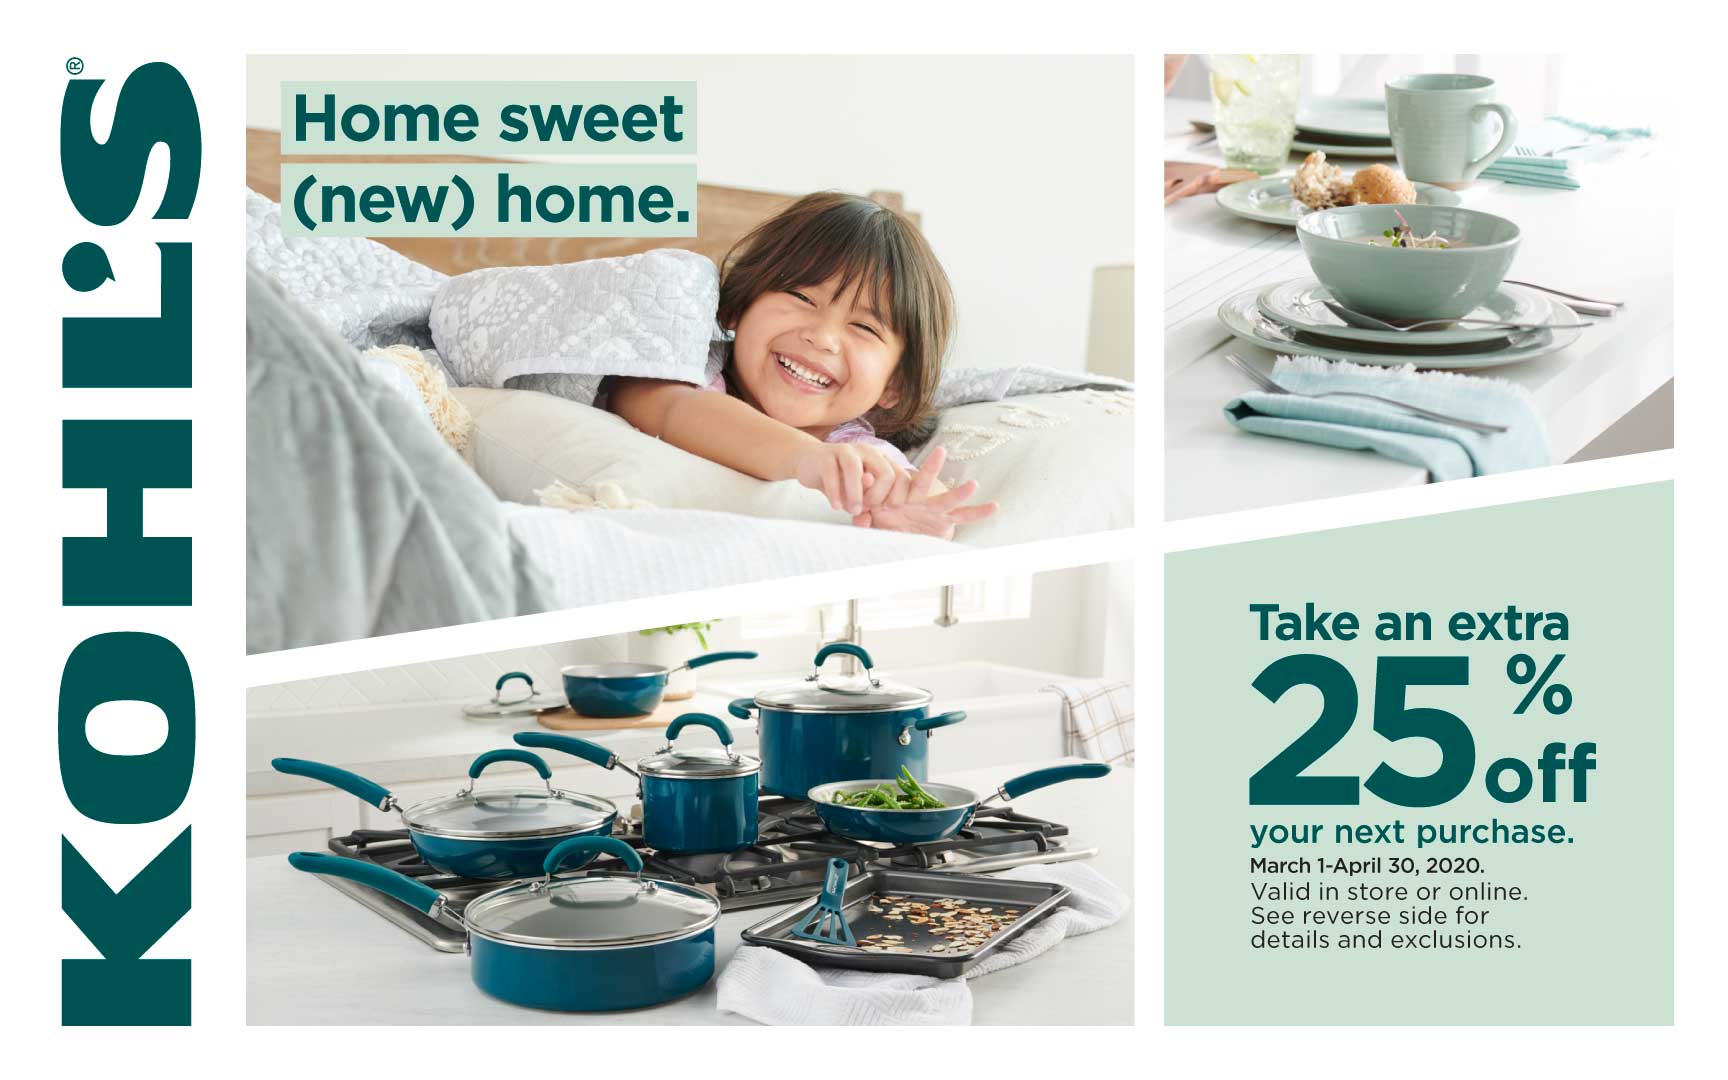 KOHL'S®
Home sweet
(new) home.
Take an extra
25%
off
your next purchase.
March 1-April 30, 2020.
Valid in store or online.
See reverse side for
details and exclusions.